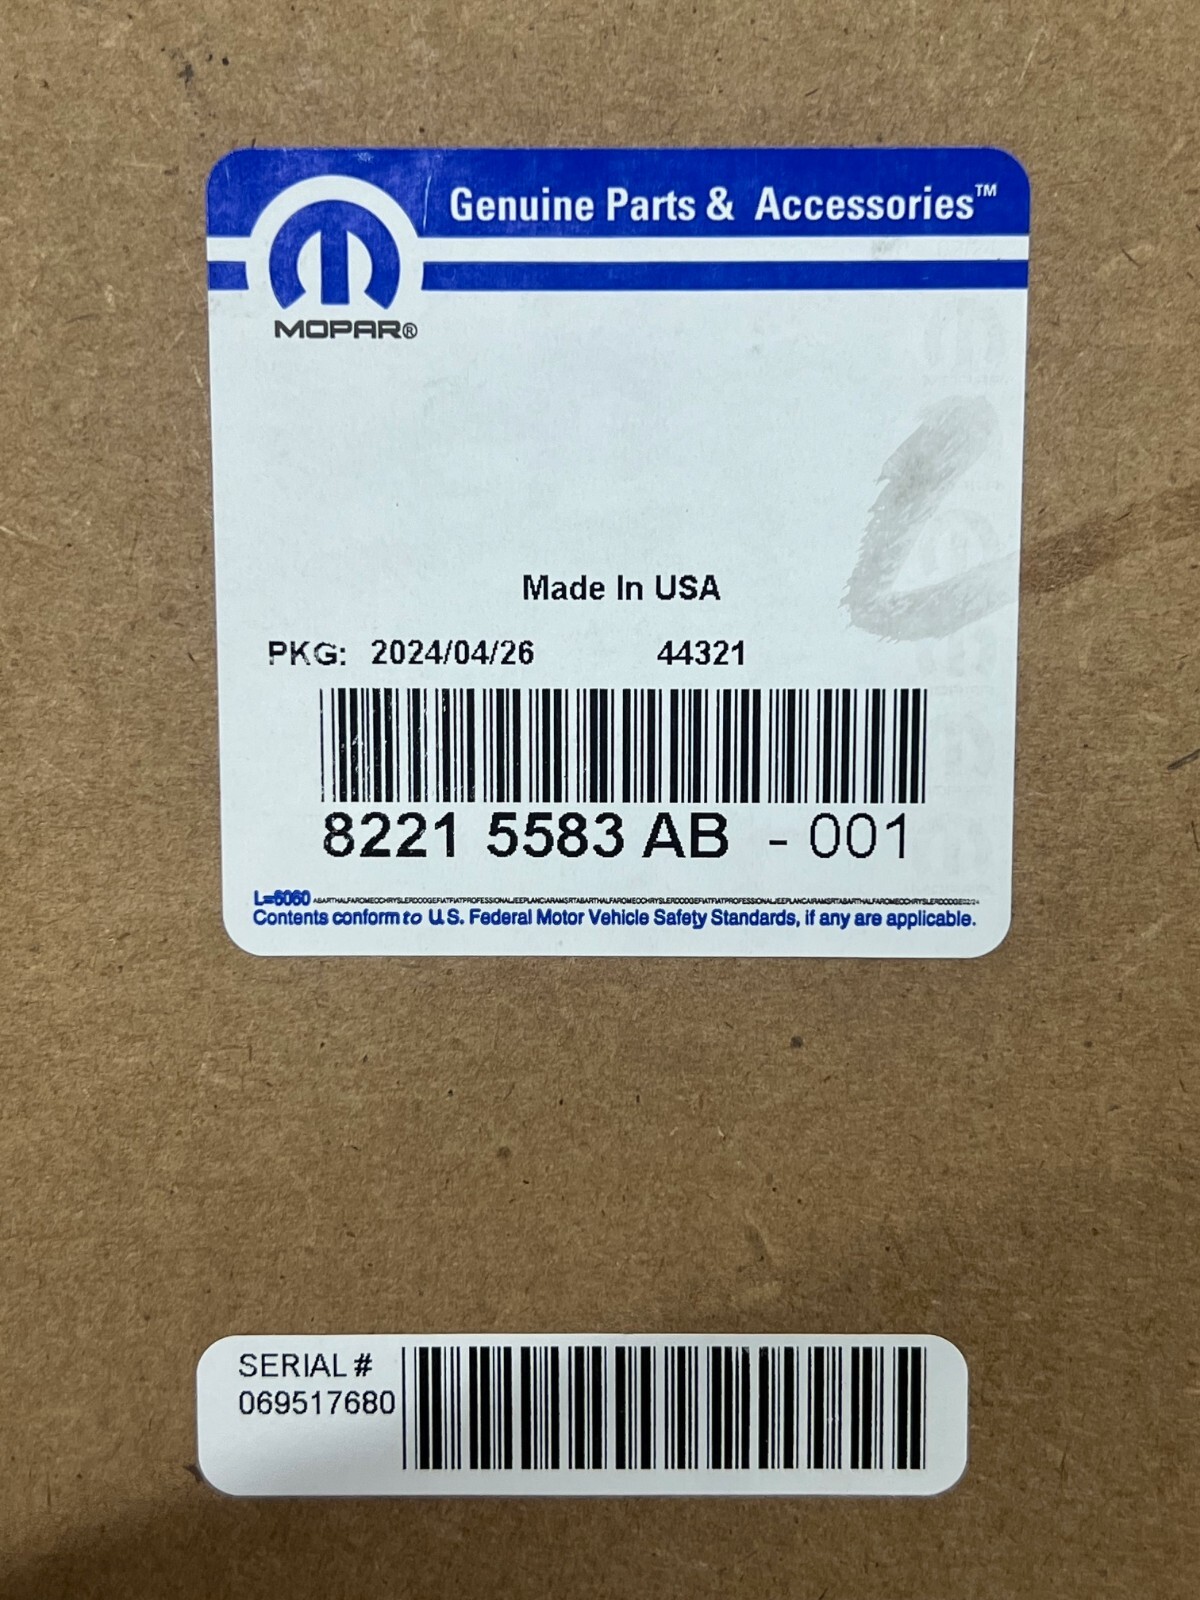 Genuine Parts & Accessories™
MOPAR®
Made In USA
PKG: 2024/04/26 44321
8221 5583 AB - 001
L=6060
Contents conform to U.S. Federal Motor Vehicle Safety Standards, if any are applicable.
SERIAL #
069517680